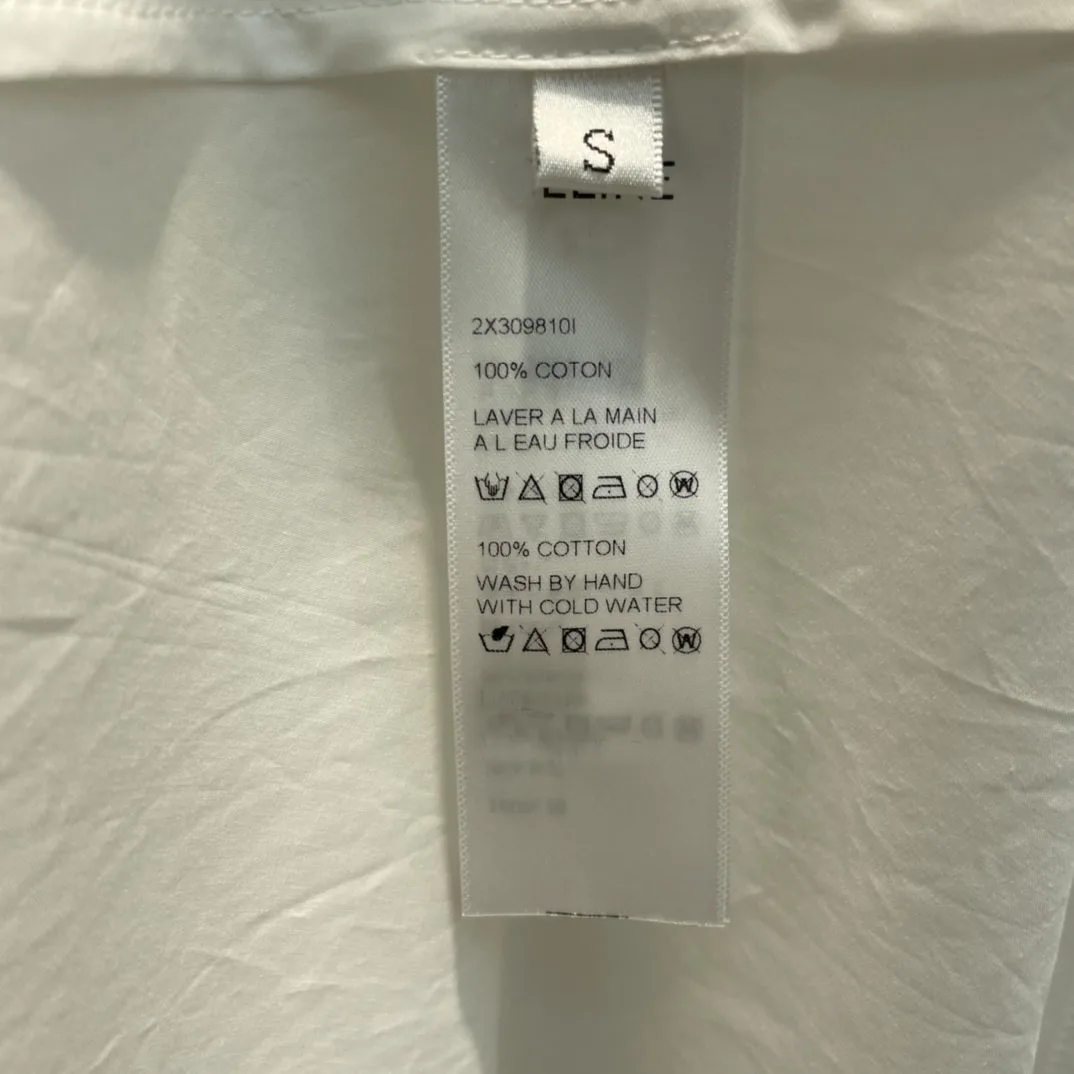 S
2X309810I
100% COTON
LAVER A LA MAIN
A L EAU FROIDE
W
100% COTTON
WASH BY HAND
WITH COLD WATER
W